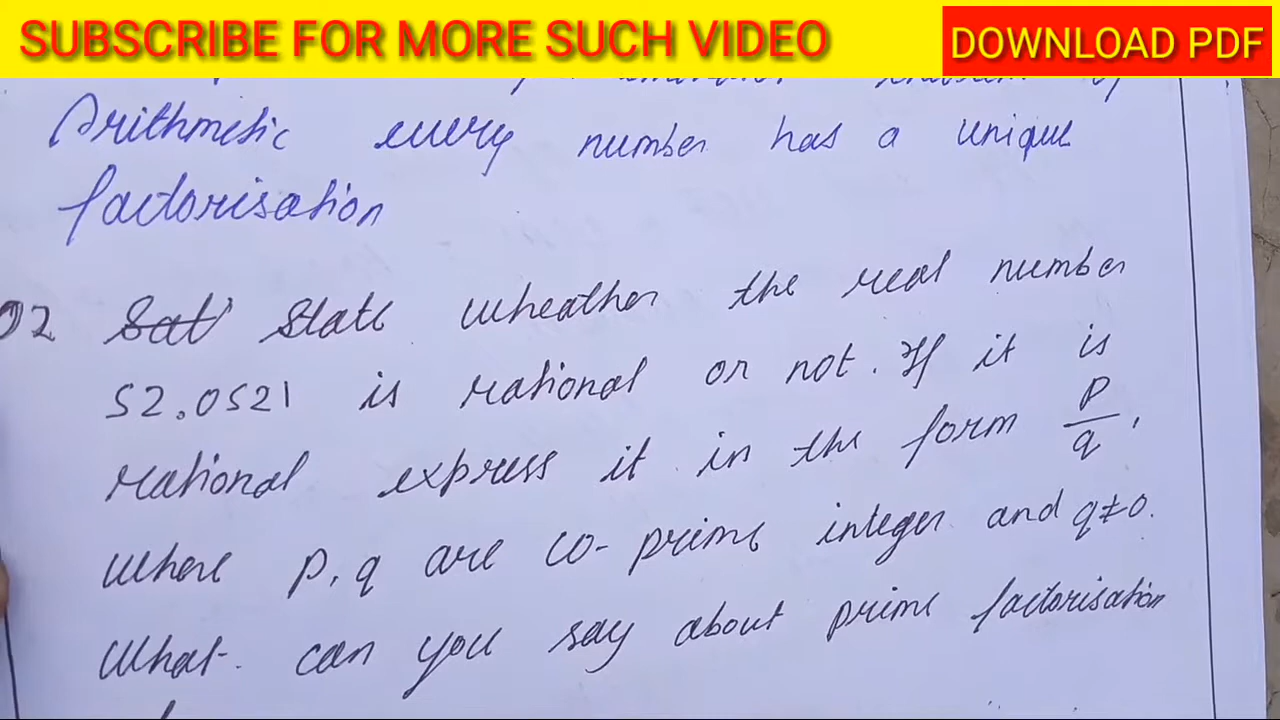 SUBSCRIBE FOR MORE SUCH VIDEO
DOWNLOAD PDF
Arithmetic every number has a unique
factorisation
Q2 Sat State wheather the real number
52.0521 is rational or not. If it is
rational express it in the form p/q,
where p, q are co-prime integer and q≠0.
What can you say about prime factorisation